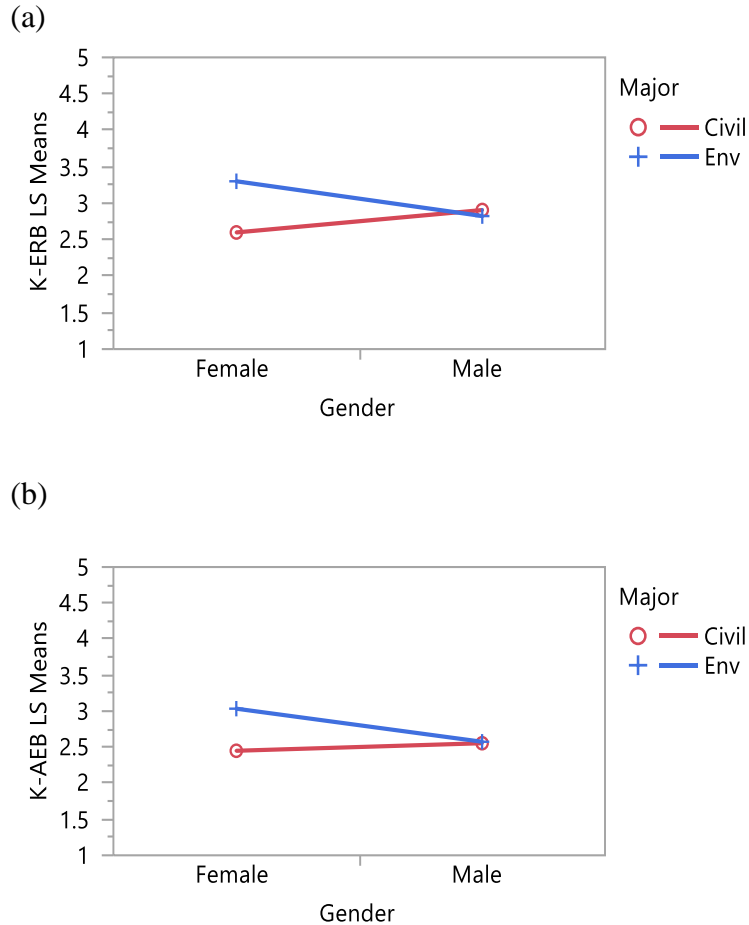 (a)
5
4.5
4
3.5
3
2.5
2
1.5
1
K-ERB LS Means
Female Male
Gender
Major
Civil
Env
(b)
5
4.5
4
3.5
3
2.5
2
1.5
1
K-AEB LS Means
Female Male
Gender
Major
Civil
Env